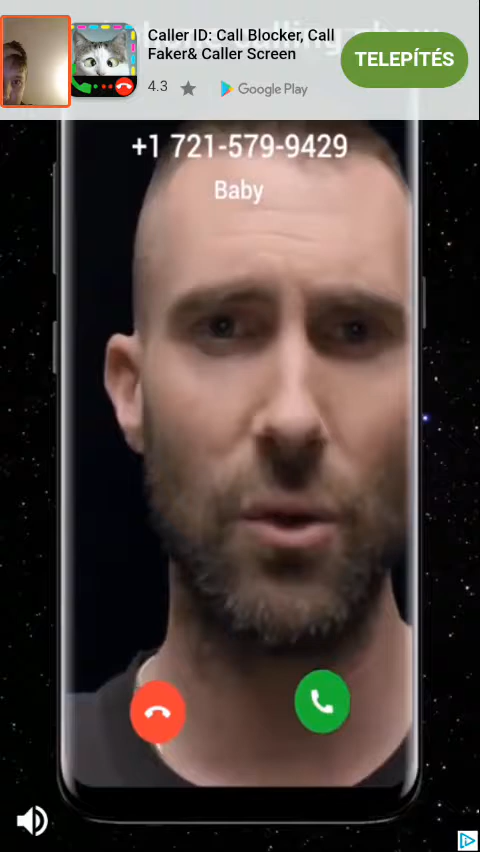 Caller ID: Call Blocker, Call
Faker& Caller Screen
4.3
Google Play
TELEPÍTÉS
+1 721-579-9429
Baby